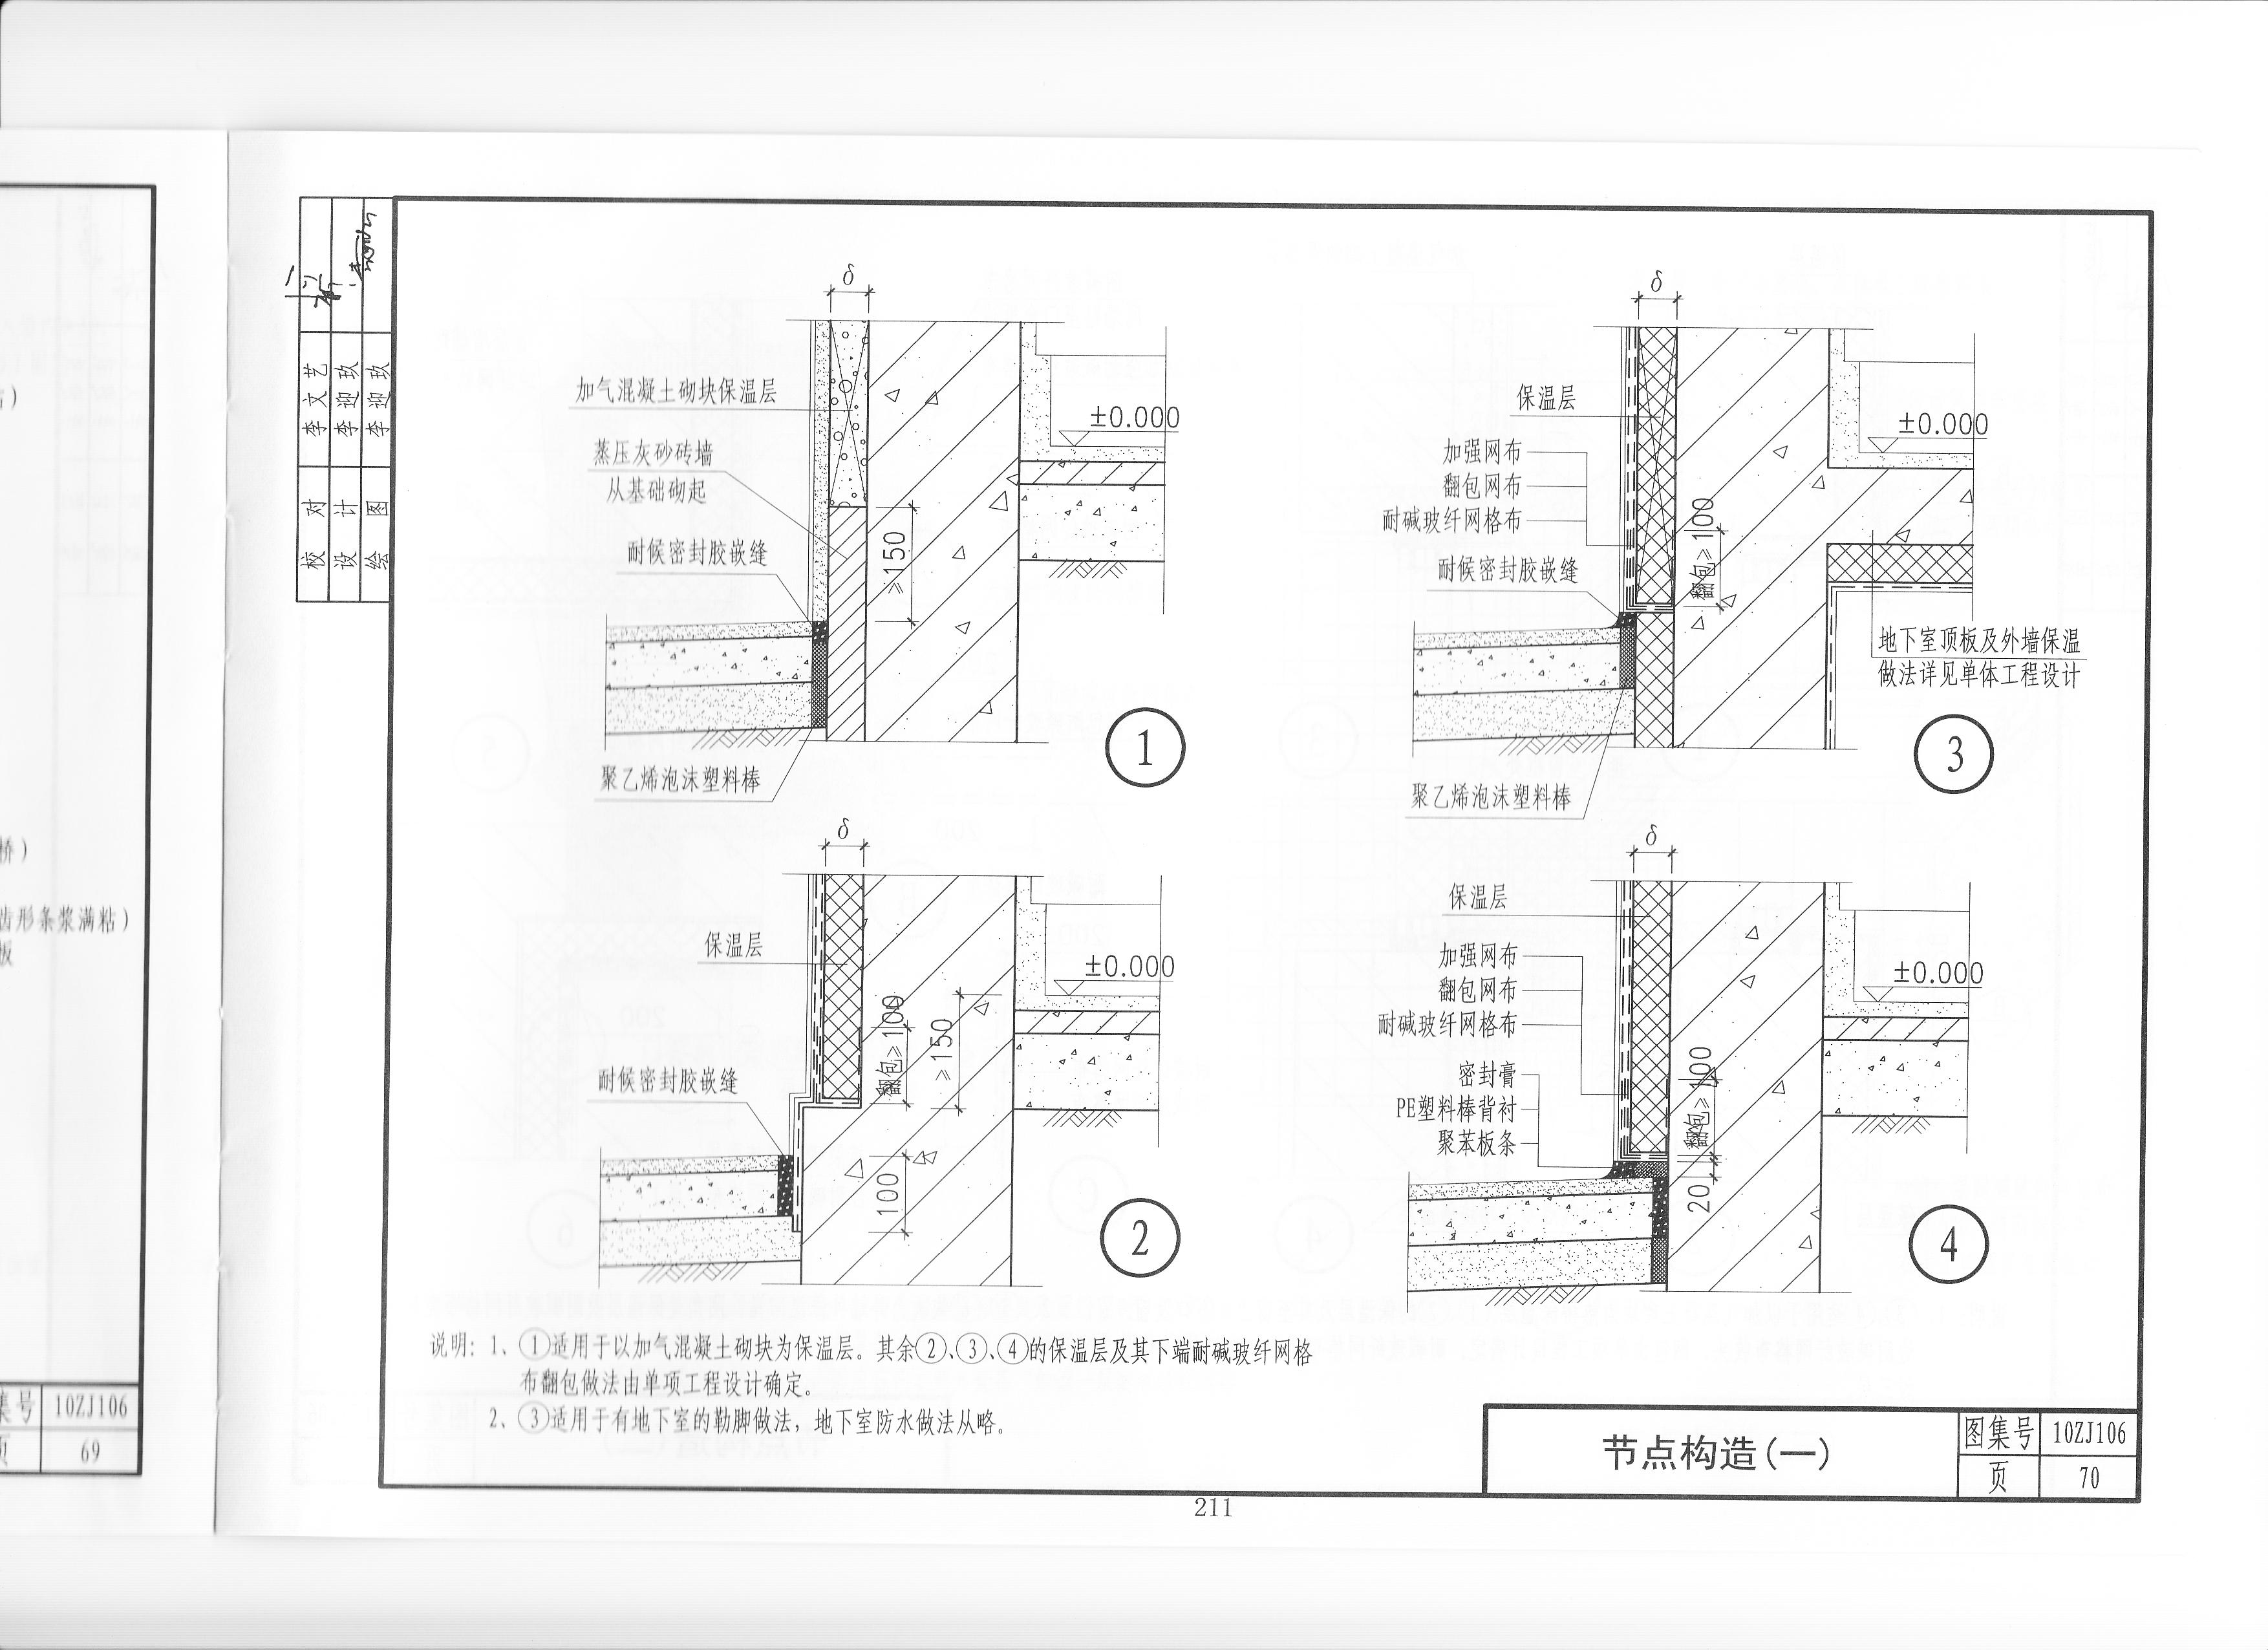 桥）
齿形条浆满粘）
板
集号 10ZJ106
页 69
校对 李文艺
设计 李迎玖
绘图 李迎玖
δ
加气混凝土砌块保温层
蒸压灰砂砖墙
从基础砌起
耐候密封胶嵌缝
≥150
±0.000
聚乙烯泡沫塑料棒
1
δ
保温层
加强网布
翻包网布
耐碱玻纤网格布
耐候密封胶嵌缝
翻包≥100
±0.000
地下室顶板及外墙保温
做法详见单体工程设计
聚乙烯泡沫塑料棒
3
δ
保温层
耐候密封胶嵌缝
翻包≥100
≥150
100
±0.000
2
δ
保温层
加强网布
翻包网布
耐碱玻纤网格布
密封膏
PE塑料棒背衬
聚苯板条
翻包≥100
20
±0.000
4
说明：1、①适用于以加气混凝土砌块为保温层。其余②、③、④的保温层及其下端耐碱玻纤网格
布翻包做法由单项工程设计确定。
2、③适用于有地下室的勒脚做法，地下室防水做法从略。
节点构造(一)
图集号 10ZJ106
页 70
211